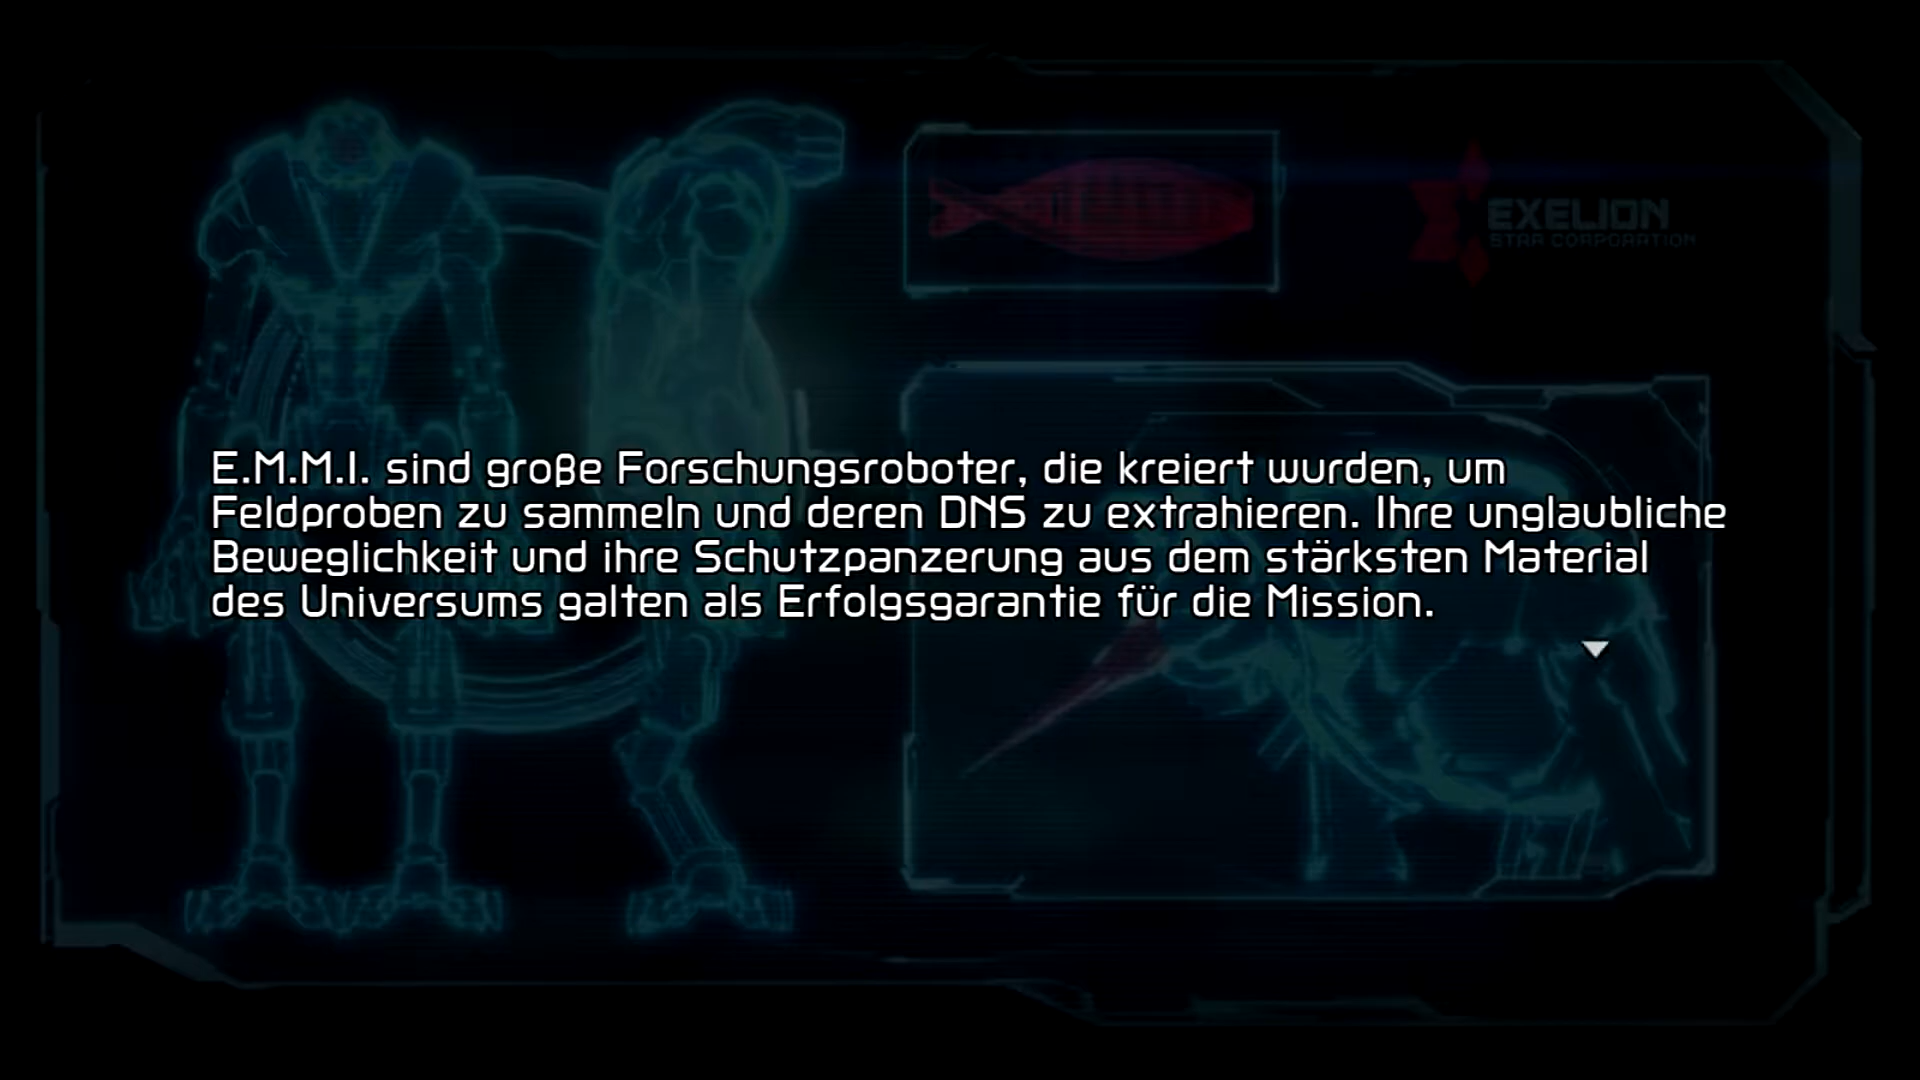 EXELION
STAR CORPORATION
E.M.M.I. sind große Forschungsroboter, die kreiert wurden, um
Feldproben zu sammeln und deren DNS zu extrahieren. Ihre unglaubliche
Beweglichkeit und ihre Schutzpanzerung aus dem stärksten Material
des Universums galten als Erfolgsgarantie für die Mission.